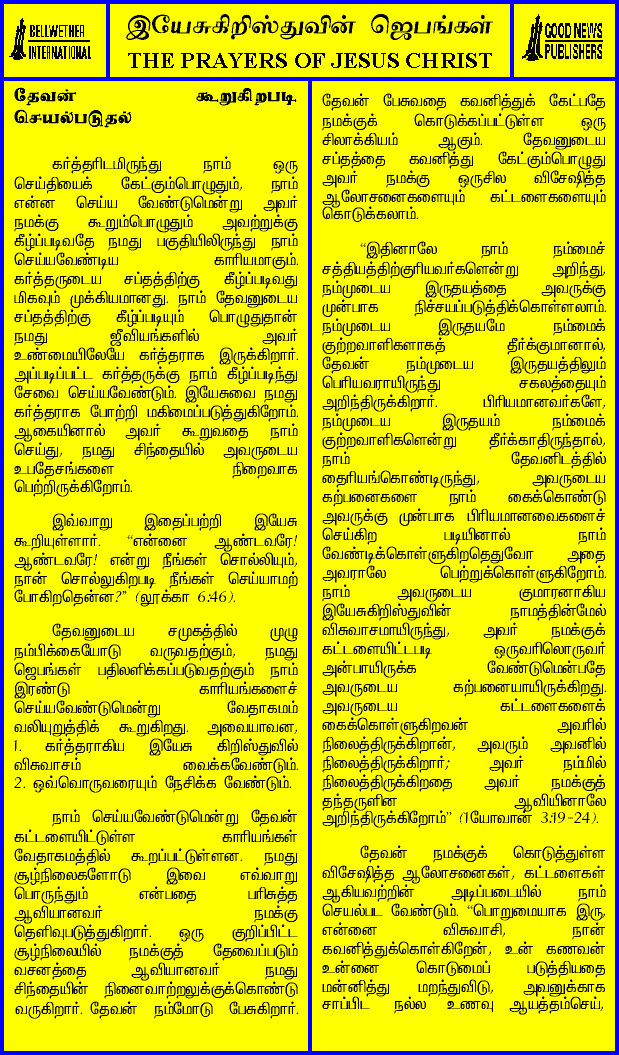 BELLWETHER
INTERNATIONAL
இயேசுகிறிஸ்துவின் ஜெபங்கள்
THE PRAYERS OF JESUS CHRIST
GOOD NEWS
PUBLISHERS
தேவன் கூறுகிறபடி
செயல்படுதல்
கர்த்தரிடமிருந்து நாம் ஒரு
செய்தியைக் கேட்கும்பொழுதும், நாம்
என்ன செய்ய வேண்டுமென்று அவர்
நமக்கு கூறும்பொழுதும் அவற்றுக்கு
கீழ்ப்படிவதே நமது பகுதியிலிருந்து நாம்
செய்யவேண்டிய காரியமாகும்.
கர்த்தருடைய சப்தத்திற்கு கீழ்ப்படிவது
மிகவும் முக்கியமானது. நாம் தேவனுடைய
சப்தத்திற்கு கீழ்ப்படியும் பொழுதுதான்
நமது ஜீவியங்களில் அவர்
உண்மையிலேயே கர்த்தராக இருக்கிறார்.
அப்படிப்பட்ட கர்த்தருக்கு நாம் கீழ்ப்படிந்து
சேவை செய்யவேண்டும். இயேசுவை நமது
கர்த்தராக போற்றி மகிமைப்படுத்துகிறோம்.
ஆகையினால் அவர் கூறுவதை நாம்
செய்து, நமது சிந்தையில் அவருடைய
உபதேசங்களை நிறைவாக
பெற்றிருக்கிறோம்.
இவ்வாறு இதைப்பற்றி இயேசு
கூறியுள்ளார். “என்னை ஆண்டவரே!
ஆண்டவரே! என்று நீங்கள் சொல்லியும்,
நான் சொல்லுகிறபடி நீங்கள் செய்யாமற்
போகிறதென்ன?” (லூக்கா 6:46).
தேவனுடைய சமுகத்தில் முழு
நம்பிக்கையோடு வருவதற்கும், நமது
ஜெபங்கள் பதிலளிக்கப்படுவதற்கும் நாம்
இரண்டு காரியங்களைச்
செய்யவேண்டுமென்று வேதாகமம்
வலியுறுத்திக் கூறுகிறது. அவையாவன,
1. கர்த்தராகிய இயேசு கிறிஸ்துவில்
விசுவாசம் வைக்கவேண்டும்.
2. ஒவ்வொருவரையும் நேசிக்க வேண்டும்.
நாம் செய்யவேண்டுமென்று தேவன்
கட்டளையிட்டுள்ள காரியங்கள்
வேதாகமத்தில் கூறப்பட்டுள்ளன. நமது
சூழ்நிலைகளோடு இவை எவ்வாறு
பொருந்தும் என்பதை பரிசுத்த
ஆவியானவர் நமக்கு
தெளிவுபடுத்துகிறார். ஒரு குறிப்பிட்ட
சூழ்நிலையில் நமக்குத் தேவைப்படும்
வசனத்தை ஆவியானவர் நமது
சிந்தையின் நினைவாற்றலுக்குக்கொண்டு
வருகிறார். தேவன் நம்மோடு பேசுகிறார்.
தேவன் பேசுவதை கவனித்துக் கேட்பதே
நமக்குக் கொடுக்கப்பட்டுள்ள ஒரு
சிலாக்கியம் ஆகும். தேவனுடைய
சப்தத்தை கவனித்து கேட்கும்பொழுது
அவர் நமக்கு ஒருசில விசேஷித்த
ஆலோசனைகளையும் கட்டளைகளையும்
கொடுக்கலாம்.
“இதினாலே நாம் நம்மைச்
சத்தியத்திற்குரியவர்களென்று அறிந்து,
நம்முடைய இருதயத்தை அவருக்கு
முன்பாக நிச்சயப்படுத்திக்கொள்ளலாம்.
நம்முடைய இருதயமே நம்மைக்
குற்றவாளிகளாகத் தீர்க்குமானால்,
தேவன் நம்முடைய இருதயத்திலும்
பெரியவராயிருந்து சகலத்தையும்
அறிந்திருக்கிறார். பிரியமானவர்களே,
நம்முடைய இருதயம் நம்மைக்
குற்றவாளிகளென்று தீர்க்காதிருந்தால்,
நாம் தேவனிடத்தில்
தைரியங்கொண்டிருந்து, அவருடைய
கற்பனைகளை நாம் கைக்கொண்டு
அவருக்கு முன்பாக பிரியமானவைகளைச்
செய்கிற படியினால் நாம்
வேண்டிக்கொள்ளுகிறதெதுவோ அதை
அவராலே பெற்றுக்கொள்ளுகிறோம்.
நாம் அவருடைய குமாரனாகிய
இயேசுகிறிஸ்துவின் நாமத்தின்மேல்
விசுவாசமாயிருந்து, அவர் நமக்குக்
கட்டளையிட்டபடி ஒருவரிலொருவர்
அன்பாயிருக்க வேண்டுமென்பதே
அவருடைய கற்பனையாயிருக்கிறது.
அவருடைய கட்டளைகளைக்
கைக்கொள்ளுகிறவன் அவரில்
நிலைத்திருக்கிறான், அவரும் அவனில்
நிலைத்திருக்கிறார்; அவர் நம்மில்
நிலைத்திருக்கிறதை அவர் நமக்குத்
தந்தருளின ஆவியினாலே
அறிந்திருக்கிறோம்” (1யோவான் 3:19-24).
தேவன் நமக்குக் கொடுத்துள்ள
விசேஷித்த ஆலோசனைகள், கட்டளைகள்
ஆகியவற்றின் அடிப்படையில் நாம்
செயல்பட வேண்டும். “பொறுமையாக இரு,
என்னை விசுவாசி, நான்
கவனித்துக்கொள்கிறேன், உன் கணவன்
உன்னை கொடுமைப் படுத்தியதை
மன்னித்து மறந்துவிடு, அவனுக்காக
சாப்பிட நல்ல உணவு ஆயத்தம்செய்,